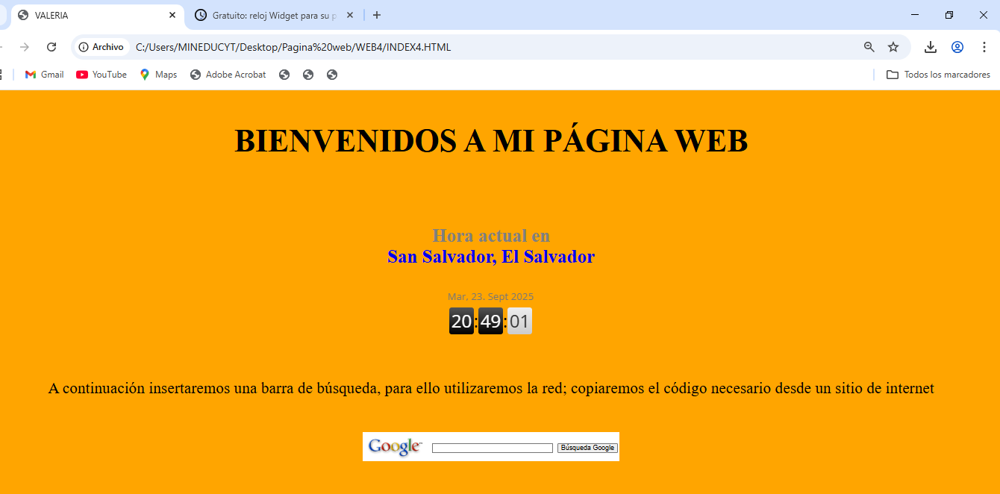 VALERIA
Gratuito: reloj Widget para su p
Archivo C:/Users/MINEDUCYT/Desktop/Pagina%20web/WEB4/INDEX4.HTML
Gmail YouTube Maps Adobe Acrobat Todos los marcadores
BIENVENIDOS A MI PÁGINA WEB
Hora actual en
San Salvador, El Salvador
Mar, 23. Sept 2025
20:49:01
A continuación insertaremos una barra de búsqueda, para ello utilizaremos la red; copiaremos el código necesario desde un sitio de internet
Google™ Búsqueda Google